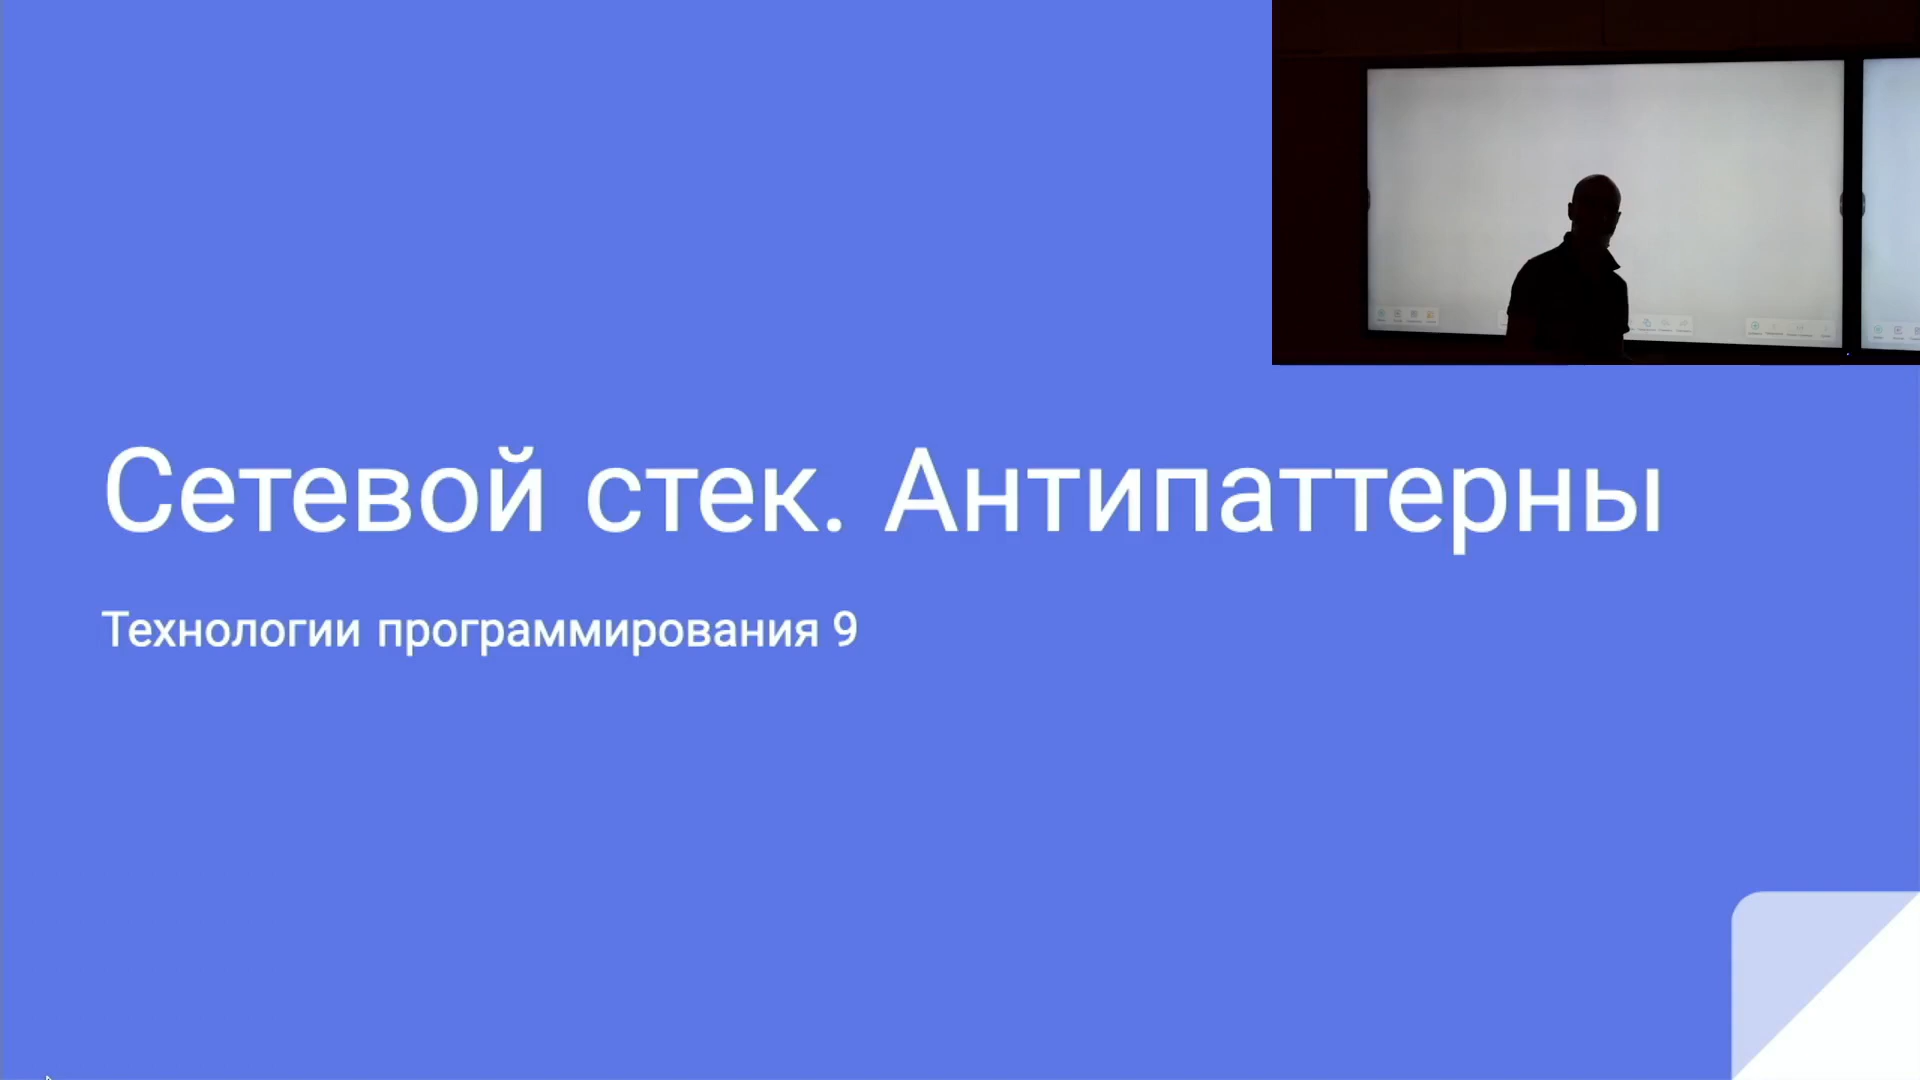 Сетевой стек. Антипаттерны
Технологии программирования 9